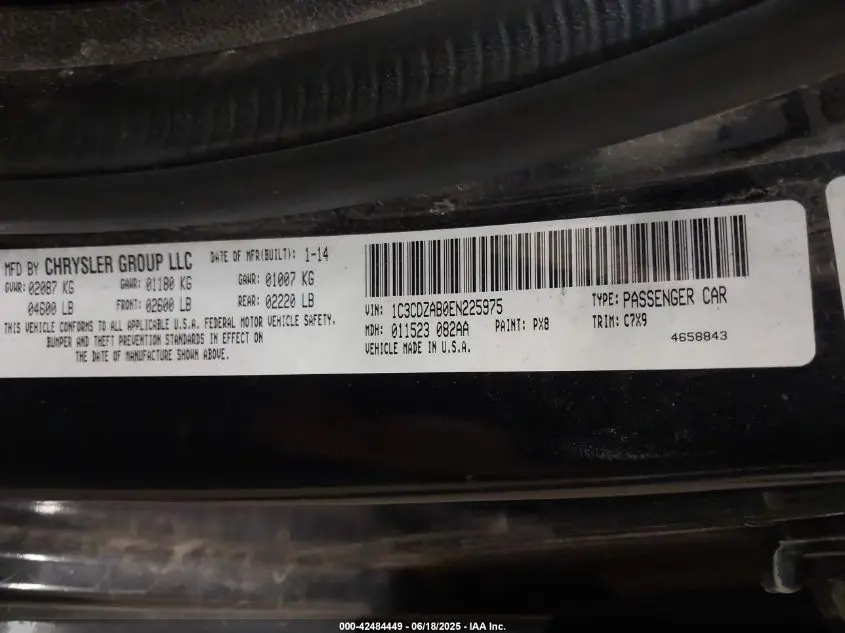 MFD BY CHRYSLER GROUP LLC
DATE OF MFR(BUILT): 1-14
GVWR: 02087 KG
GAWR: 01180 KG
GAWR: 01007 KG
04600 LB
FRONT: 02600 LB
REAR: 02220 LB
THIS VEHICLE CONFORMS TO ALL APPLICABLE U.S.A. FEDERAL MOTOR VEHICLE SAFETY,
BUMPER AND THEFT PREVENTION STANDARDS IN EFFECT ON
THE DATE OF MANUFACTURE SHOWN ABOVE.
VIN: 1C3CDZAB0EN225975
TYPE: PASSENGER CAR
MDH: 011523 082AA
PAINT: PX8
TRIM: C7X9
VEHICLE MADE IN U.S.A.
4658843
000-42484449 - 06/18/2025 - IAA Inc.